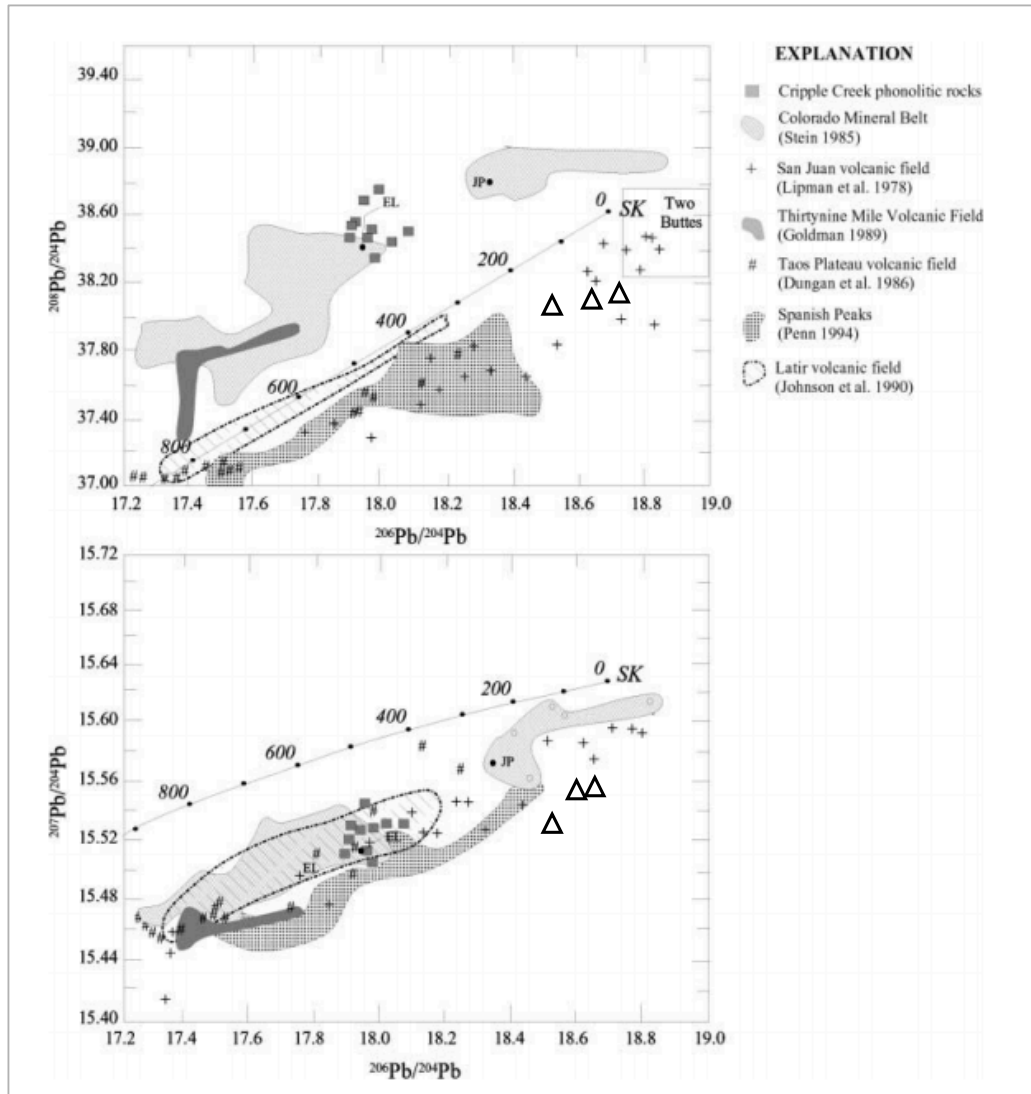 EXPLANATION
Cripple Creek phonolitic rocks
Colorado Mineral Belt
(Stein 1985)
+ San Juan volcanic field
(Lipman et al. 1978)
Thirtynine Mile Volcanic Field
(Goldman 1989)
# Taos Plateau volcanic field
(Dungan et al. 1986)
Spanish Peaks
(Penn 1994)
Latir volcanic field
(Johnson et al. 1990)
39.40
39.00
38.60
38.20
37.80
37.40
37.00
²⁰⁸Pb/²⁰⁴Pb
JP
EL
0 SK
Two
Buttes
200
400
600
800
17.2 17.4 17.6 17.8 18.0 18.2 18.4 18.6 18.8 19.0
²⁰⁶Pb/²⁰⁴Pb
15.72
15.68
15.64
15.60
15.56
15.52
15.48
15.44
15.40
²⁰⁷Pb/²⁰⁴Pb
0 SK
200
400
600
800
JP
EL
EL
17.2 17.4 17.6 17.8 18.0 18.2 18.4 18.6 18.8 19.0
²⁰⁶Pb/²⁰⁴Pb